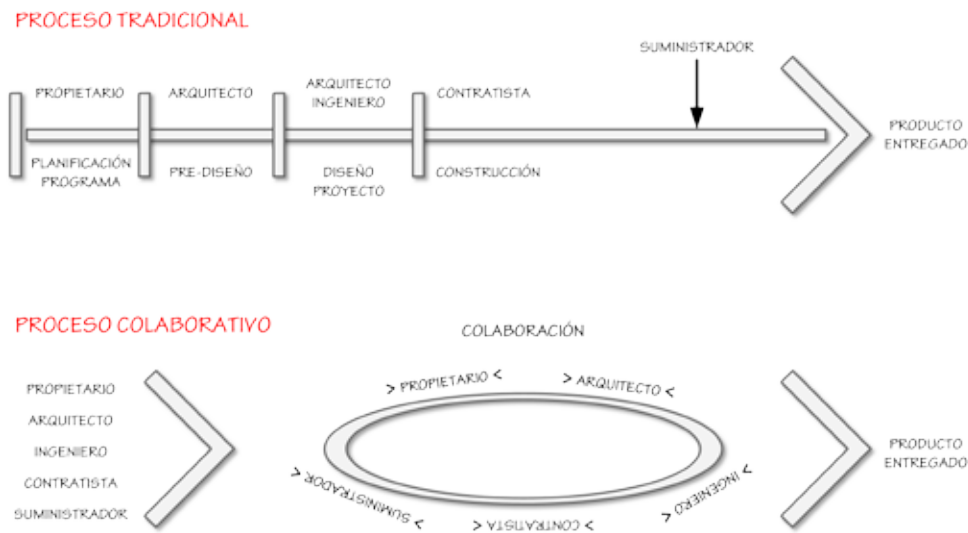 PROCESO TRADICIONAL
SUMINISTRADOR
PROPIETARIO
ARQUITECTO
ARQUITECTO
INGENIERO
CONTRATISTA
PRODUCTO
ENTREGADO
PLANIFICACIÓN
PROGRAMA
PRE-DISEÑO
DISEÑO
PROYECTO
CONSTRUCCIÓN
PROCESO COLABORATIVO
COLABORACIÓN
PROPIETARIO
ARQUITECTO
INGENIERO
CONTRATISTA
SUMINISTRADOR
> PROPIETARIO <
> ARQUITECTO <
> INGENIERO <
> CONTRATISTA <
> SUMINISTRADOR <
PRODUCTO
ENTREGADO